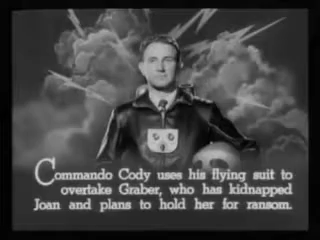 Commando Cody uses his flying suit to
overtake Graber, who has kidnapped
Joan and plans to hold her for ransom.